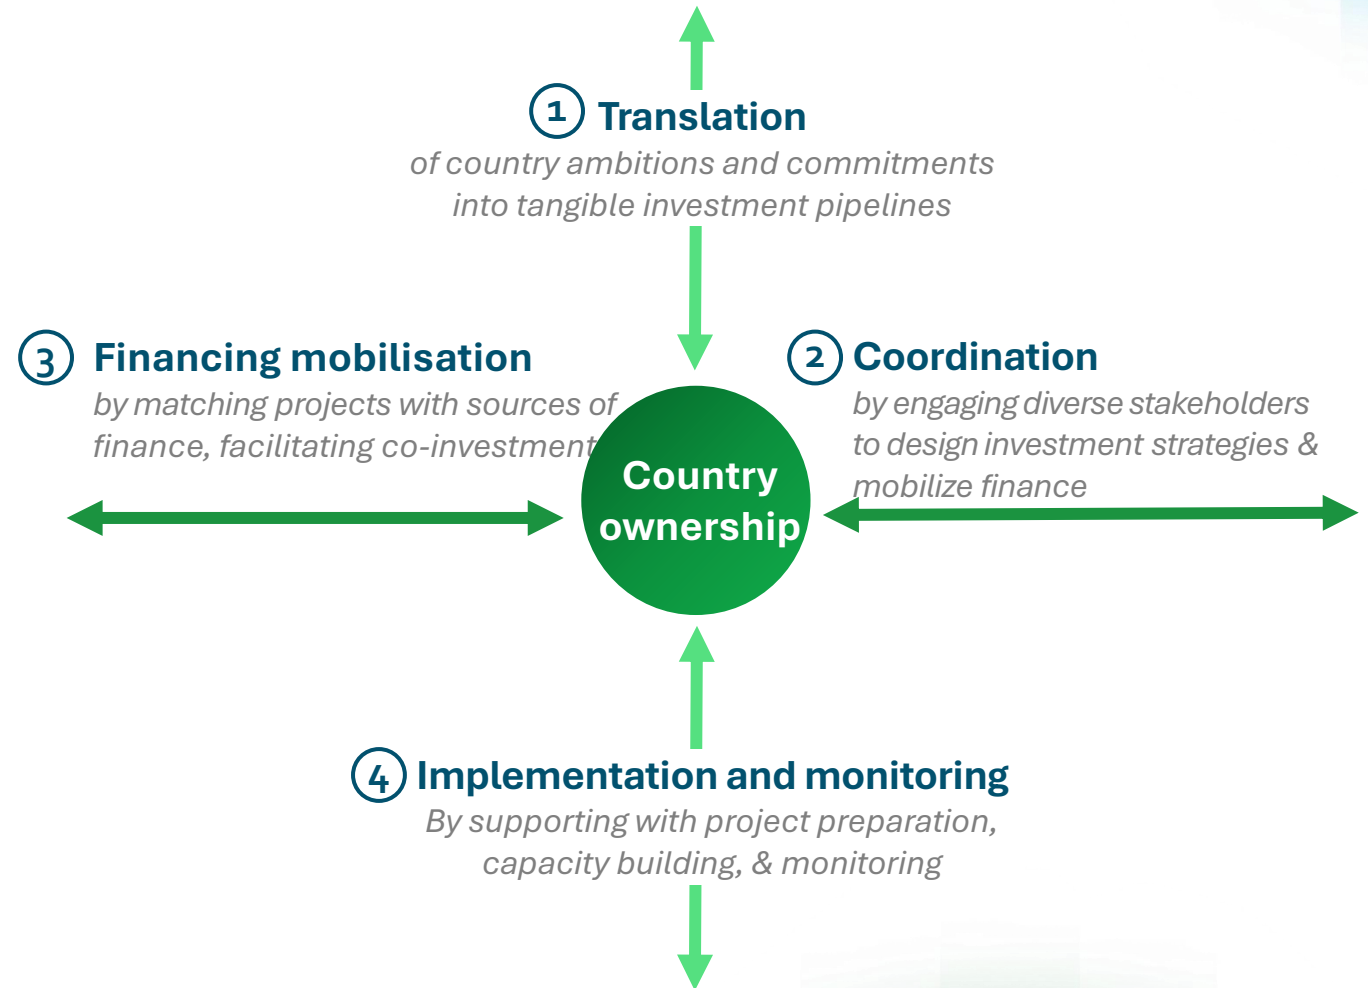 1 Translation
of country ambitions and commitments
into tangible investment pipelines
3 Financing mobilisation
by matching projects with sources of
finance, facilitating co-investment
2 Coordination
by engaging diverse stakeholders
to design investment strategies &
mobilize finance
Country
ownership
4 Implementation and monitoring
By supporting with project preparation,
capacity building, & monitoring